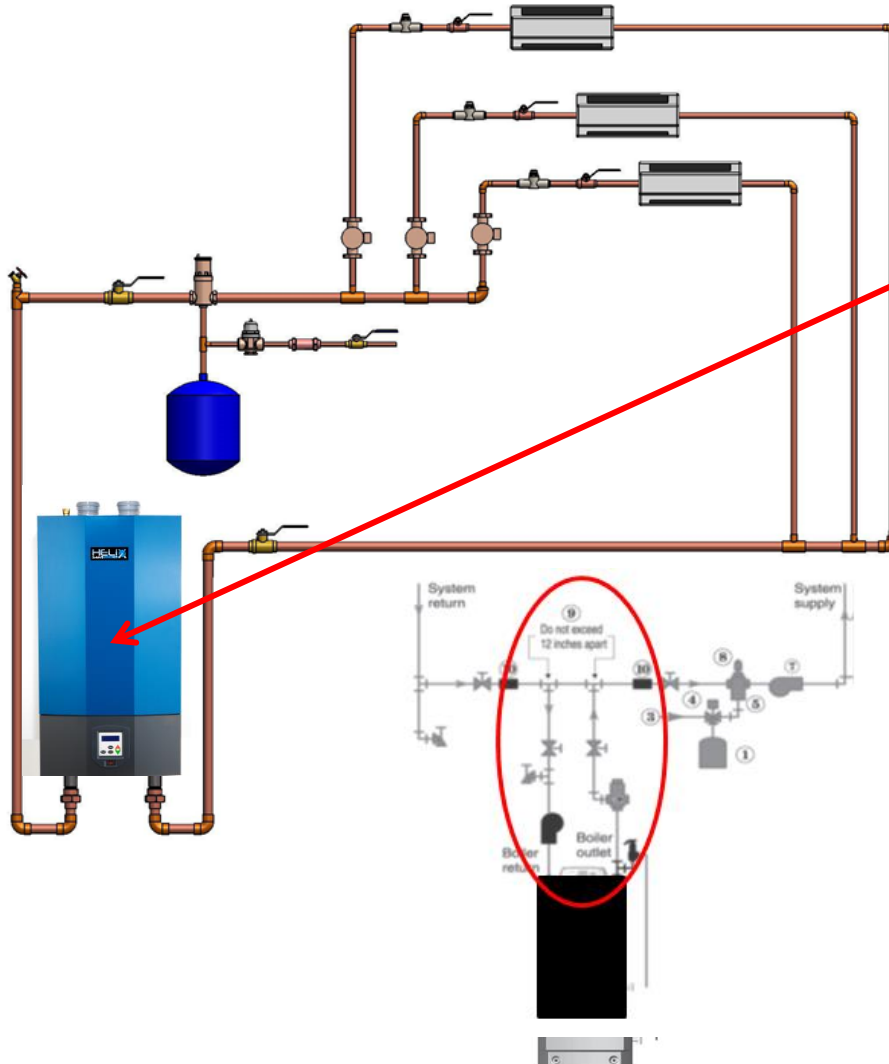 HELIX
System
return
System
supply
9
Do not exceed
12 inches apart
10
10
8
7
4
3
5
1
Boiler
return
Boiler
outlet